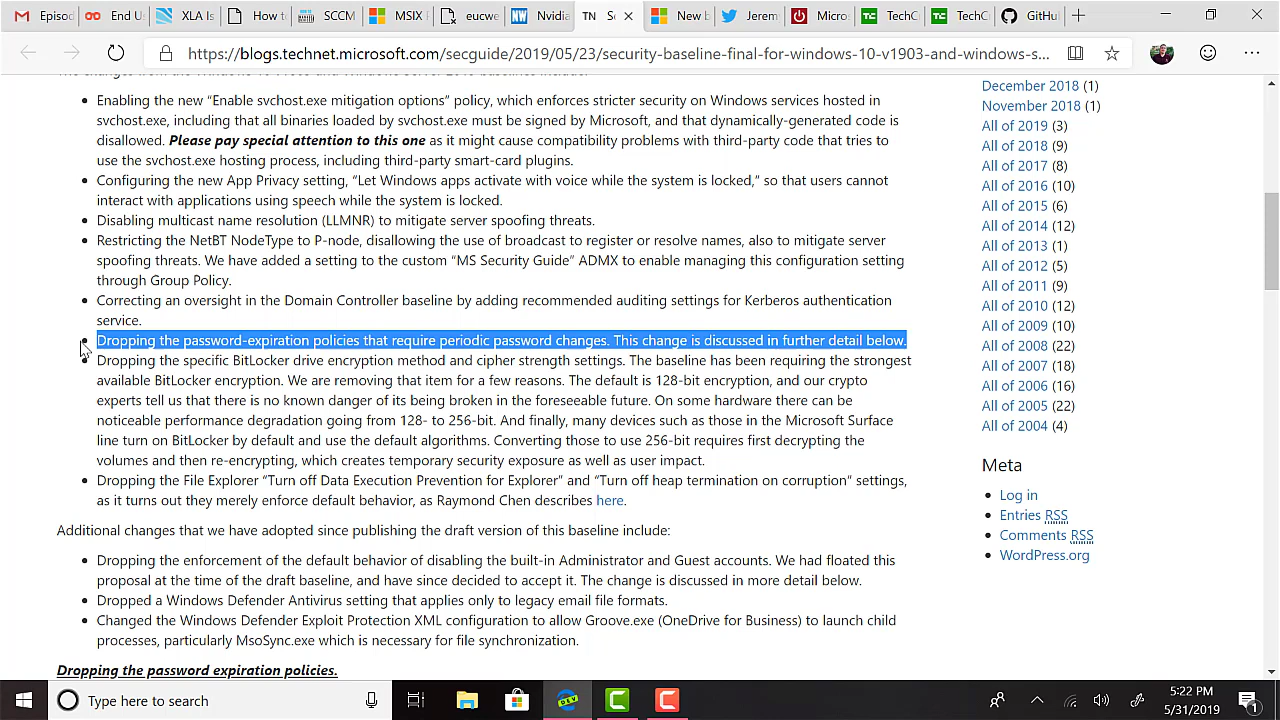 Episod
End Us
XLA Is
How to
SCCM
MSIX F
eucwe
Nvidia
TN Se
New b
Jerem
Micros
TechC
TechC
GitHu
https://blogs.technet.microsoft.com/secguide/2019/05/23/security-baseline-final-for-windows-10-v1903-and-windows-s...
Enabling the new “Enable svchost.exe mitigation options” policy, which enforces stricter security on Windows services hosted in
svchost.exe, including that all binaries loaded by svchost.exe must be signed by Microsoft, and that dynamically-generated code is
disallowed. Please pay special attention to this one as it might cause compatibility problems with third-party code that tries to
use the svchost.exe hosting process, including third-party smart-card plugins.
Configuring the new App Privacy setting, “Let Windows apps activate with voice while the system is locked,” so that users cannot
interact with applications using speech while the system is locked.
Disabling multicast name resolution (LLMNR) to mitigate server spoofing threats.
Restricting the NetBT NodeType to P-node, disallowing the use of broadcast to register or resolve names, also to mitigate server
spoofing threats. We have added a setting to the custom “MS Security Guide” ADMX to enable managing this configuration setting
through Group Policy.
Correcting an oversight in the Domain Controller baseline by adding recommended auditing settings for Kerberos authentication
service.
Dropping the password-expiration policies that require periodic password changes. This change is discussed in further detail below.
Dropping the specific BitLocker drive encryption method and cipher strength settings. The baseline has been requiring the strongest
available BitLocker encryption. We are removing that item for a few reasons. The default is 128-bit encryption, and our crypto
experts tell us that there is no known danger of its being broken in the foreseeable future. On some hardware there can be
noticeable performance degradation going from 128- to 256-bit. And finally, many devices such as those in the Microsoft Surface
line turn on BitLocker by default and use the default algorithms. Converting those to use 256-bit requires first decrypting the
volumes and then re-encrypting, which creates temporary security exposure as well as user impact.
Dropping the File Explorer “Turn off Data Execution Prevention for Explorer” and “Turn off heap termination on corruption” settings,
as it turns out they merely enforce default behavior, as Raymond Chen describes here.
Additional changes that we have adopted since publishing the draft version of this baseline include:
Dropping the enforcement of the default behavior of disabling the built-in Administrator and Guest accounts. We had floated this
proposal at the time of the draft baseline, and have since decided to accept it. The change is discussed in more detail below.
Dropped a Windows Defender Antivirus setting that applies only to legacy email file formats.
Changed the Windows Defender Exploit Protection XML configuration to allow Groove.exe (OneDrive for Business) to launch child
processes, particularly MsoSync.exe which is necessary for file synchronization.
Dropping the password expiration policies.
December 2018 (1)
November 2018 (1)
All of 2019 (3)
All of 2018 (9)
All of 2017 (8)
All of 2016 (10)
All of 2015 (6)
All of 2014 (12)
All of 2013 (1)
All of 2012 (5)
All of 2011 (9)
All of 2010 (12)
All of 2009 (10)
All of 2008 (22)
All of 2007 (18)
All of 2006 (16)
All of 2005 (22)
All of 2004 (4)
Meta
Log in
Entries RSS
Comments RSS
WordPress.org
Type here to search
DEV
5:22 PM
5/31/2019
1